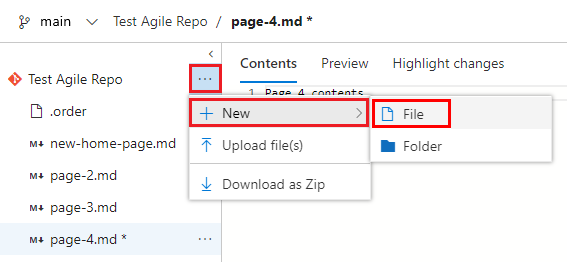 main / Test Agile Repo / page-4.md *
Test Agile Repo ...
Contents Preview Highlight changes
1 Page 4 contents
New
File
Folder
Upload file(s)
Download as Zip
.order
M↓ new-home-page.md
M↓ page-2.md
M↓ page-3.md
M↓ page-4.md * ...